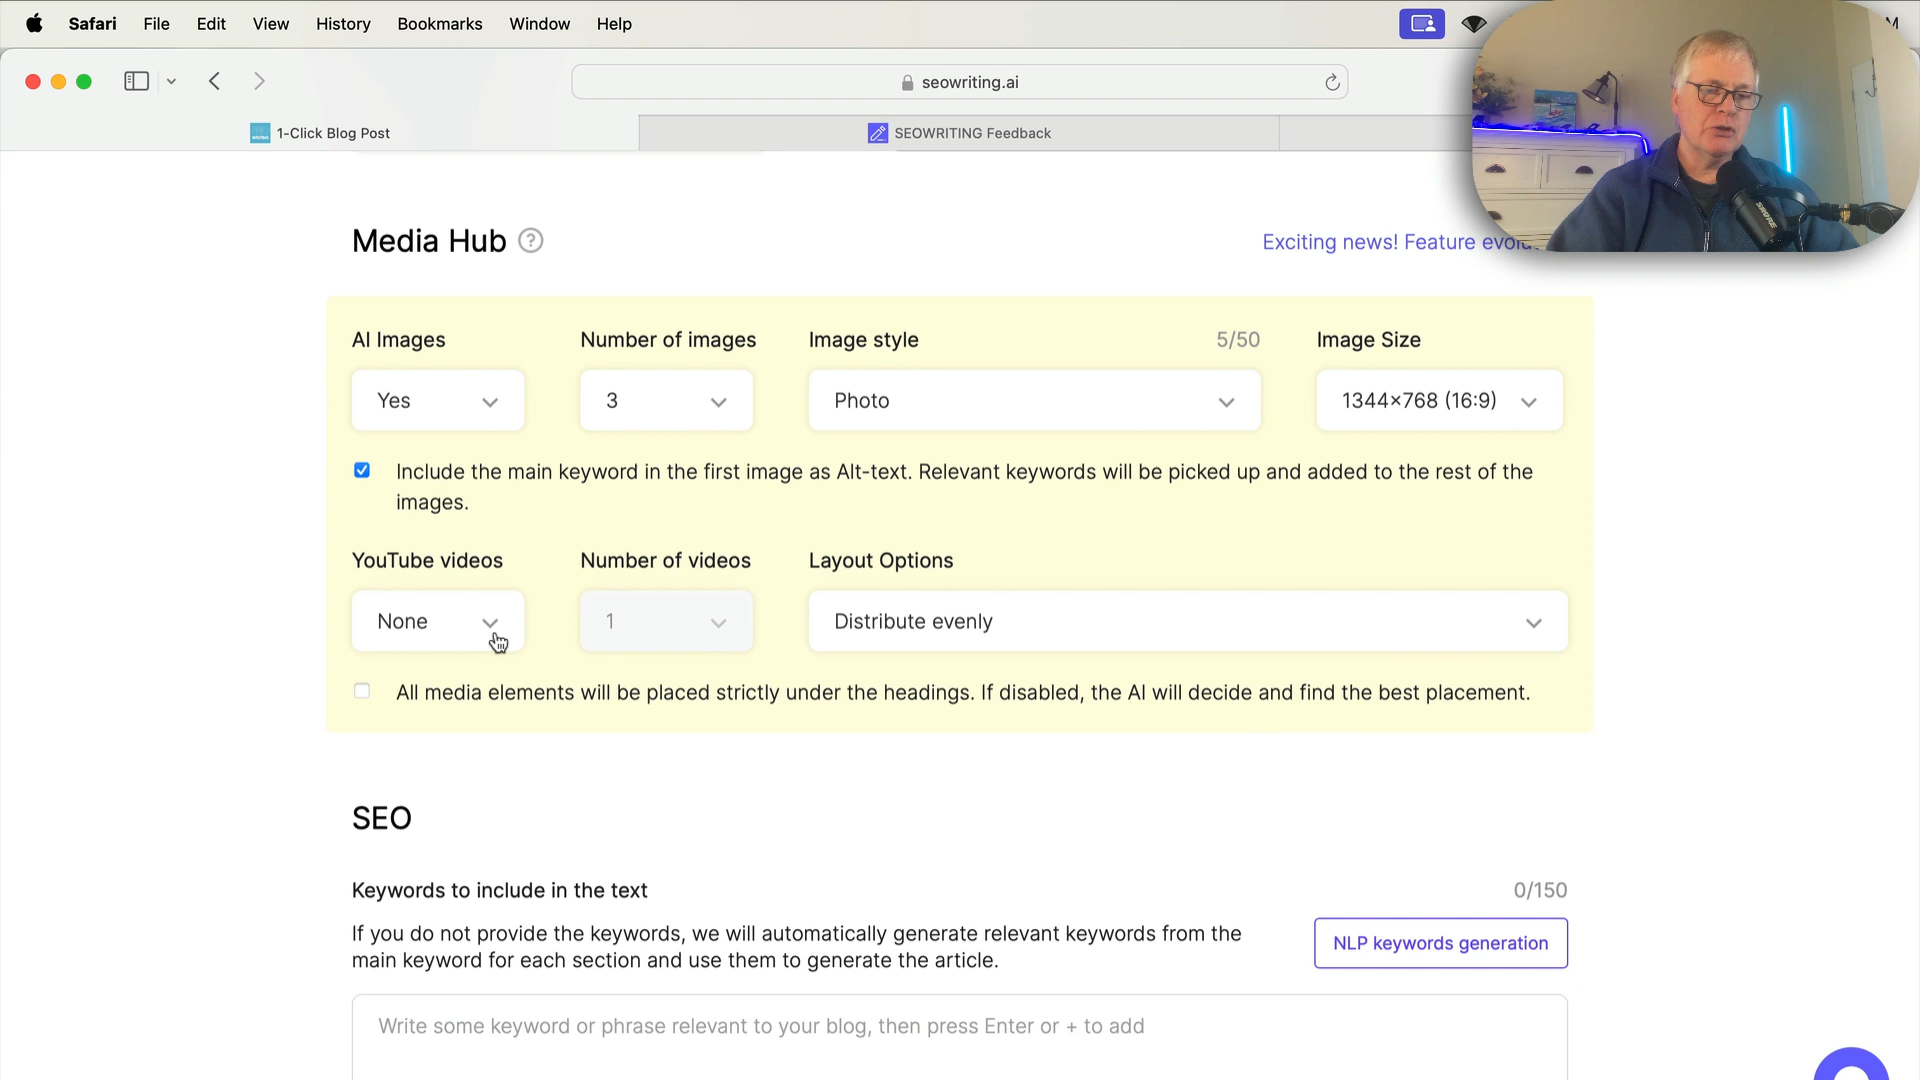 Safari File Edit View History Bookmarks Window Help
seowriting.ai
1-Click Blog Post
SEOWRITING Feedback
Media Hub ?
Exciting news! Feature
AI Images
Number of images
Image style
5/50
Image Size
Yes
3
Photo
1344×768 (16:9)
Include the main keyword in the first image as Alt-text. Relevant keywords will be picked up and added to the rest of the
images.
YouTube videos
Number of videos
Layout Options
None
1
Distribute evenly
All media elements will be placed strictly under the headings. If disabled, the AI will decide and find the best placement.
SEO
Keywords to include in the text
0/150
If you do not provide the keywords, we will automatically generate relevant keywords from the
main keyword for each section and use them to generate the article.
NLP keywords generation
Write some keyword or phrase relevant to your blog, then press Enter or + to add
SHURE